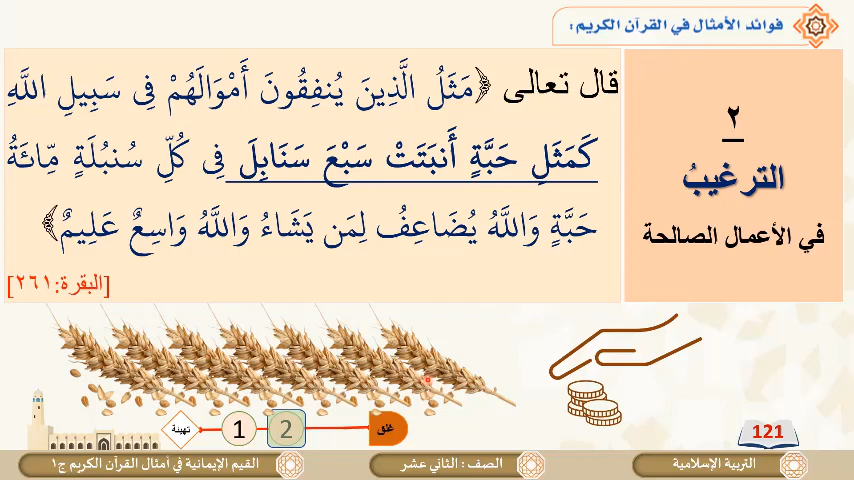 فوائد الأمثال في القرآن الكريم:
٢
الترغيبُ
في الأعمال الصالحة
قال تعالى ﴿مَثَلُ الَّذِينَ يُنفِقُونَ أَمْوَالَهُمْ فِى سَبِيلِ اللَّهِ
كَمَثَلِ حَبَّةٍ أَنبَتَتْ سَبْعَ سَنَابِلَ فِى كُلِّ سُنبُلَةٍ مِّائَةُ
حَبَّةٍ وَاللَّهُ يُضَاعِفُ لِمَن يَشَاءُ وَاللَّهُ وَاسِعٌ عَلِيمٌ﴾
[البقرة:٢٦١]
تهيئة
1
2
غلق
121
التربية الإسلامية
الصف : الثاني عشر
القيم الإيمانية في أمثال القرآن الكريم ج١